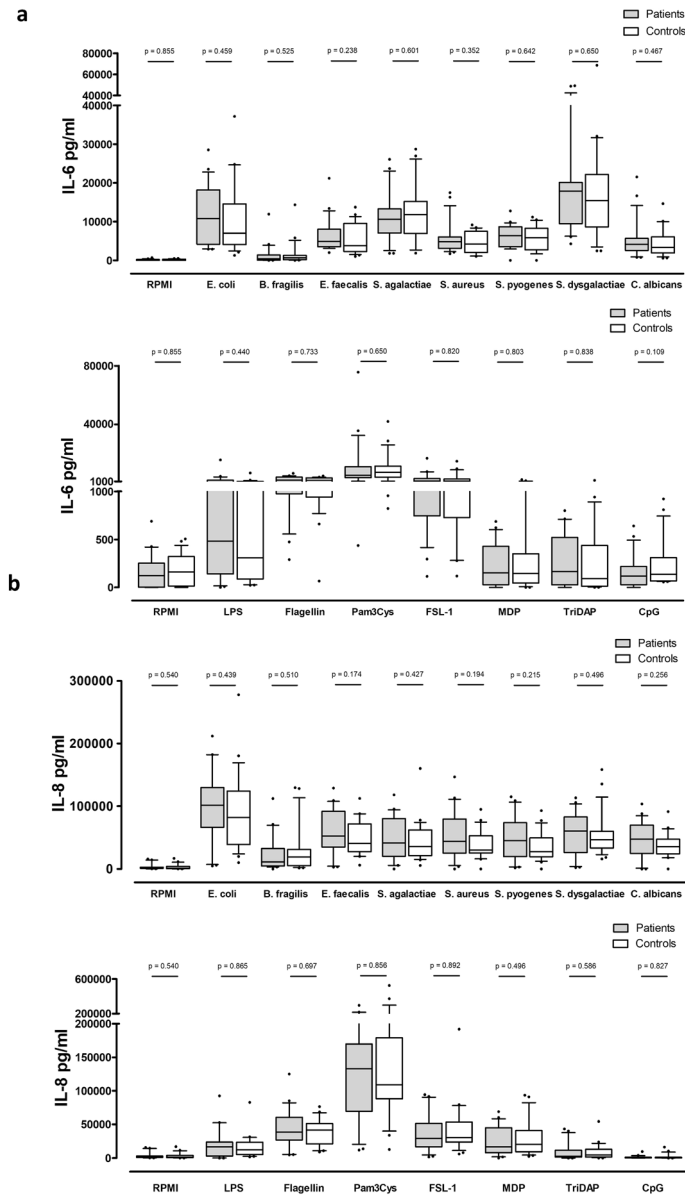 a
Patients
Controls
p = 0.855 p = 0.459 p = 0.525 p = 0.238 p = 0.601 p = 0.352 p = 0.642 p = 0.650 p = 0.467
IL-6 pg/ml
80000
60000
40000
40000
30000
20000
10000
0
RPMI E. coli B. fragilis E. faecalis S. agalactiae S. aureus S. pyogenes S. dysgalactiae C. albicans
Patients
Controls
p = 0.855 p = 0.440 p = 0.733 p = 0.650 p = 0.820 p = 0.803 p = 0.838 p = 0.109
IL-6 pg/ml
80000
40000
1000
1000
500
0
RPMI LPS Flagellin Pam3Cys FSL-1 MDP TriDAP CpG
b
Patients
Controls
p = 0.540 p = 0.439 p = 0.510 p = 0.174 p = 0.427 p = 0.194 p = 0.215 p = 0.496 p = 0.256
IL-8 pg/ml
300000
200000
100000
0
RPMI E. coli B. fragilis E. faecalis S. agalactiae S. aureus S. pyogenes S. dysgalactiae C. albicans
Patients
Controls
p = 0.540 p = 0.865 p = 0.697 p = 0.856 p = 0.892 p = 0.496 p = 0.586 p = 0.827
IL-8 pg/ml
600000
400000
200000
200000
150000
100000
50000
0
RPMI LPS Flagellin Pam3Cys FSL-1 MDP TriDAP CpG